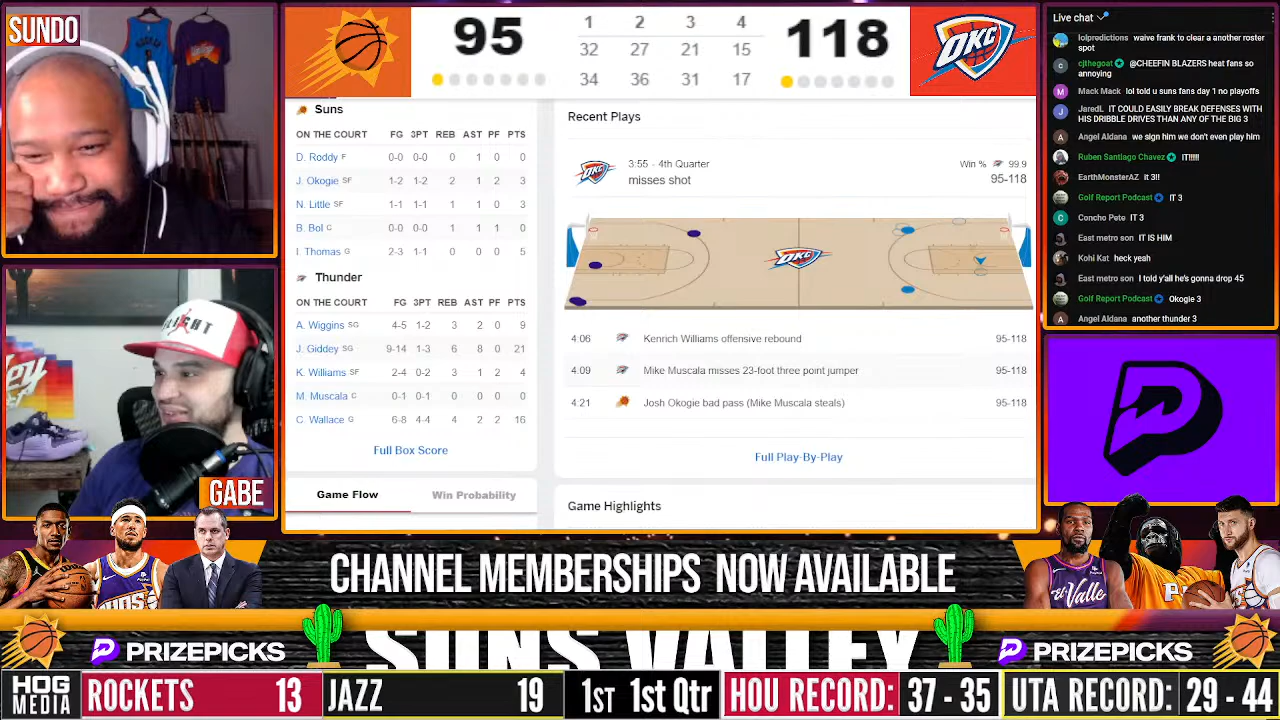 SUNDO
GABE
95
1 2 3 4
32 27 21 15
34 36 31 17
118
OKC
Suns
ON THE COURT FG 3PT REB AST PF PTS
D. Roddy F 0-0 0-0 0 1 0 0
J. Okogie SF 1-2 1-2 2 1 2 3
N. Little SF 1-1 1-1 1 1 0 3
B. Bol C 0-0 0-0 1 1 1 0
I. Thomas G 2-3 1-1 0 0 0 5
Thunder
ON THE COURT FG 3PT REB AST PF PTS
A. Wiggins SG 4-5 1-2 3 2 0 9
J. Giddey SG 9-14 1-3 6 8 0 21
K. Williams SF 2-4 0-2 3 1 2 4
M. Muscala C 0-1 0-1 0 0 0 0
C. Wallace G 6-8 4-4 4 2 2 16
Full Box Score
Game Flow Win Probability
Recent Plays
3:55 - 4th Quarter
misses shot
Win % 99.9
95-118
OKC
4:06 Kenrich Williams offensive rebound 95-118
4:09 Mike Muscala misses 23-foot three point jumper 95-118
4:21 Josh Okogie bad pass (Mike Muscala steals) 95-118
Full Play-By-Play
Game Highlights
Live chat
lolpredictions waive frank to clear a another roster
spot
cjthegoat @CHEEFIN BLAZERS heat fans so
annoying
Mack Mack lol told u suns fans day 1 no playoffs
JaredL IT COULD EASILY BREAK DEFENSES WITH
HIS DRIBBLE DRIVES THAN ANY OF THE BIG 3
Angel Aldana we sign him we don't even play him
Ruben Santiago Chavez IT!!!!!
EarthMonsterAZ it 3!!
Golf Report Podcast IT 3
Concho Pete IT 3
East metro son IT IS HIM
Kohi Kat heck yeah
East metro son I told y'all he's gonna drop 45
Golf Report Podcast Okogie 3
Angel Aldana another thunder 3
CHANNEL MEMBERSHIPS NOW AVAILABLE
El Valle
PRIZEPICKS
SUNS VALLEY
PRIZEPICKS
HOG
MEDIA
ROCKETS 13 JAZZ 19 1ST 1st Qtr HOU RECORD: 37 - 35 UTA RECORD: 29 - 44